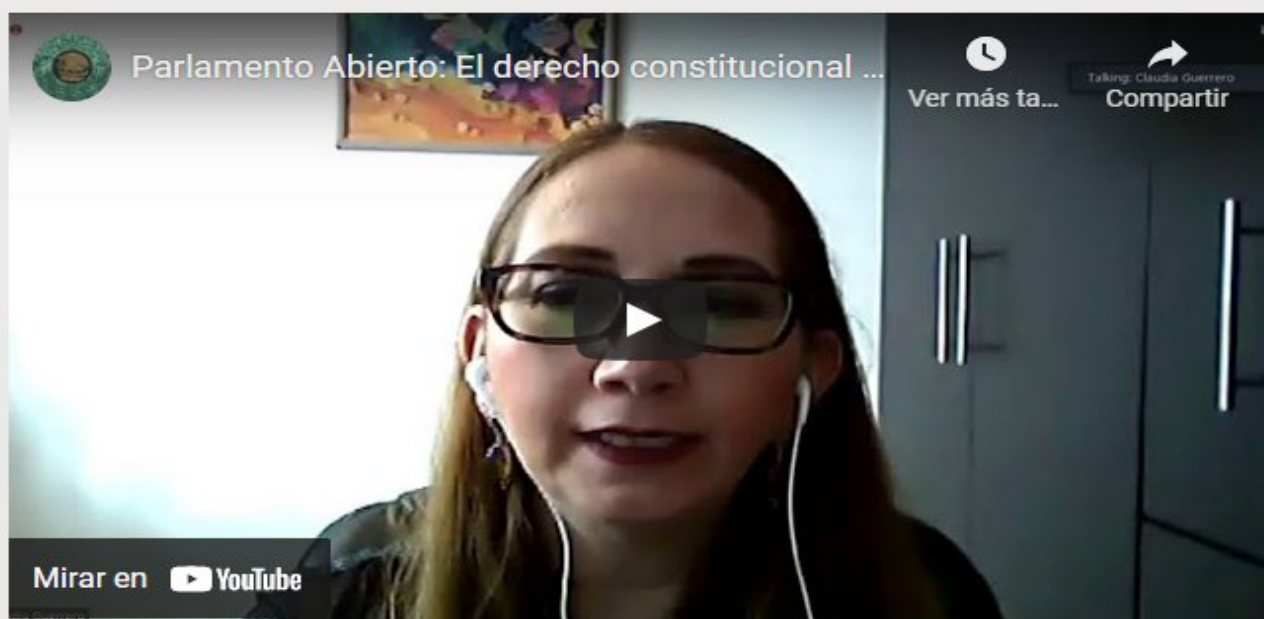 Parlamento Abierto: El derecho constitucional ...
Talking: Claudia Guerrero
Ver más ta...
Compartir
Mirar en YouTube